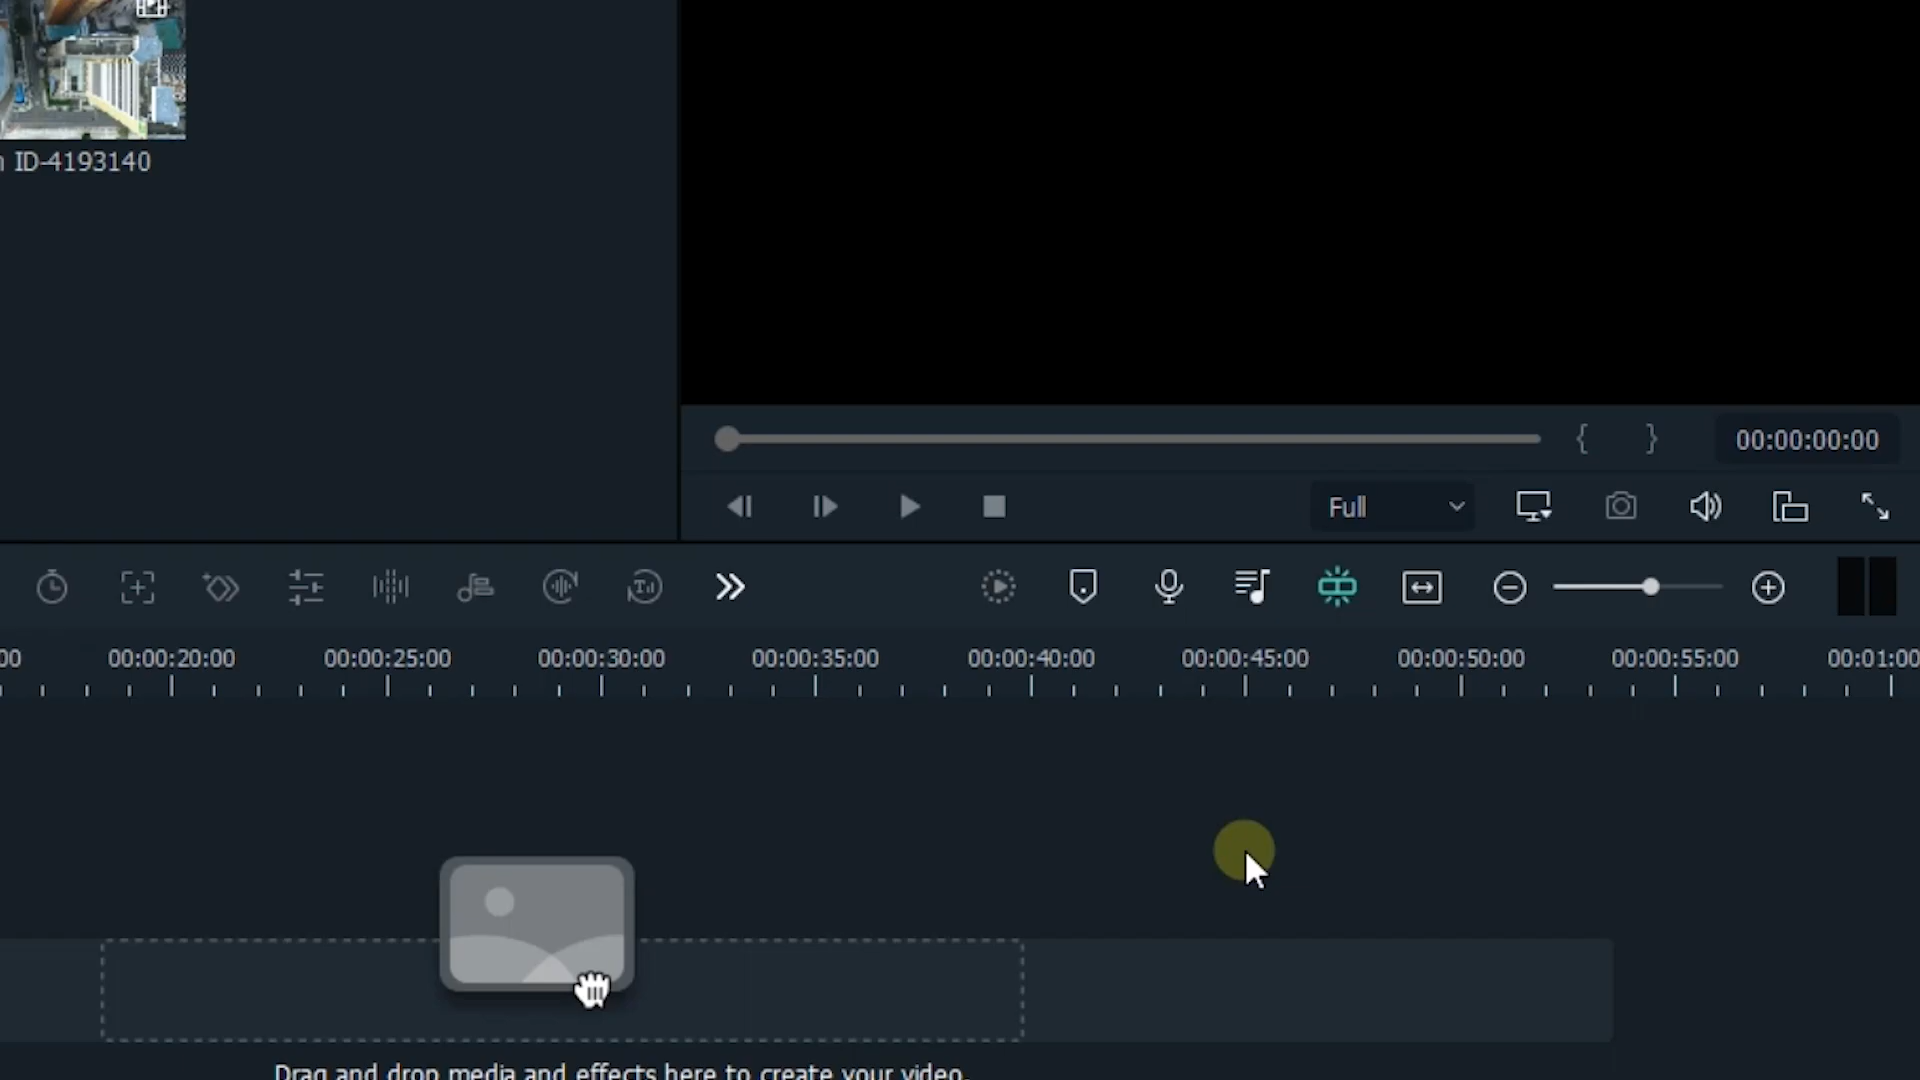 ID-4193140
{ } 00:00:00:00
Full
00:00:20:00 00:00:25:00 00:00:30:00 00:00:35:00 00:00:40:00 00:00:45:00 00:00:50:00 00:00:55:00 00:01:00
Drag and drop media and effects here to create your video.